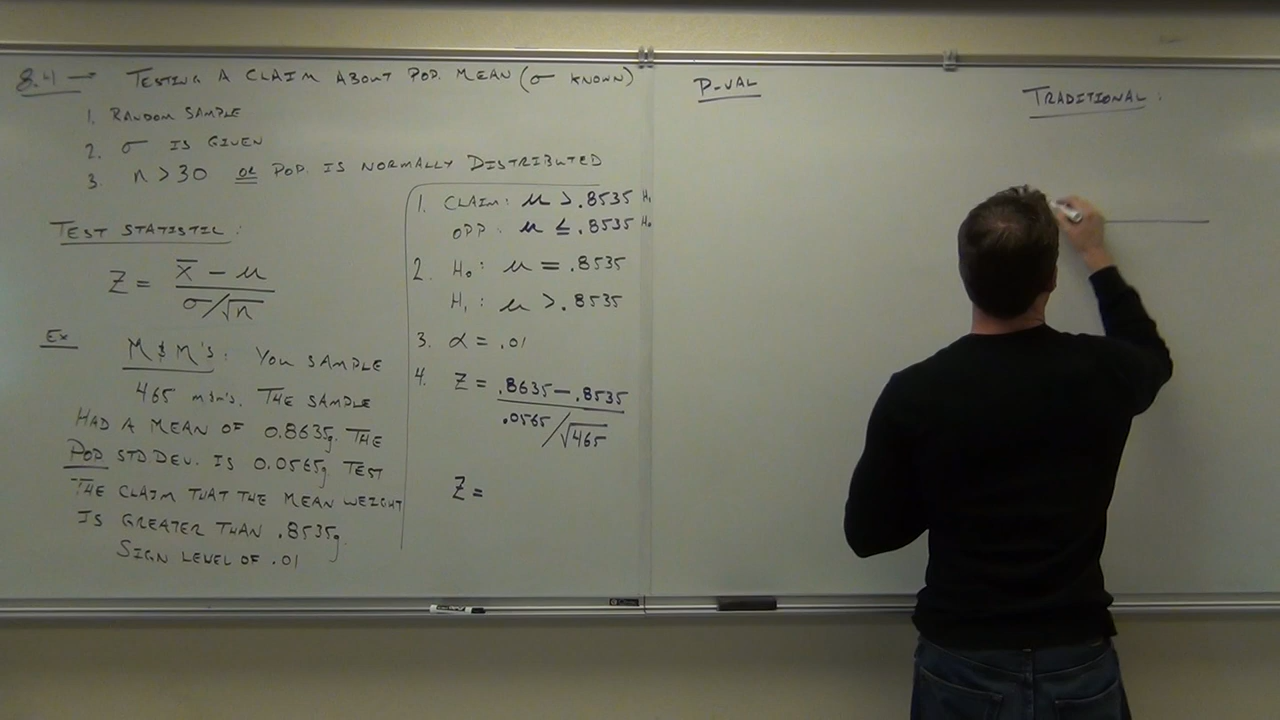 8.4 → TESTING A CLAIM ABOUT POP. MEAN (σ KNOWN)
1. RANDOM SAMPLE
2. σ IS GIVEN
3. n > 30 OR POP. IS NORMALLY DISTRIBUTED
TEST STATISTIC:
Z = x̄ - μ / σ/√n
EX
M&M'S: YOU SAMPLE
465 m&m's. THE SAMPLE
HAD A MEAN OF 0.8635g. THE
POP STD DEV. IS 0.0565g TEST
THE CLAIM THAT THE MEAN WEIGHT
IS GREATER THAN .8535g.
SIGN LEVEL OF .01
1. CLAIM: μ > .8535 H₁
OPP: μ ≤ .8535 H₀
2. H₀: μ = .8535
H₁: μ > .8535
3. α = .01
4. Z = .8635 - .8535 / .0565/√465
Z =
P-VAL
TRADITIONAL: